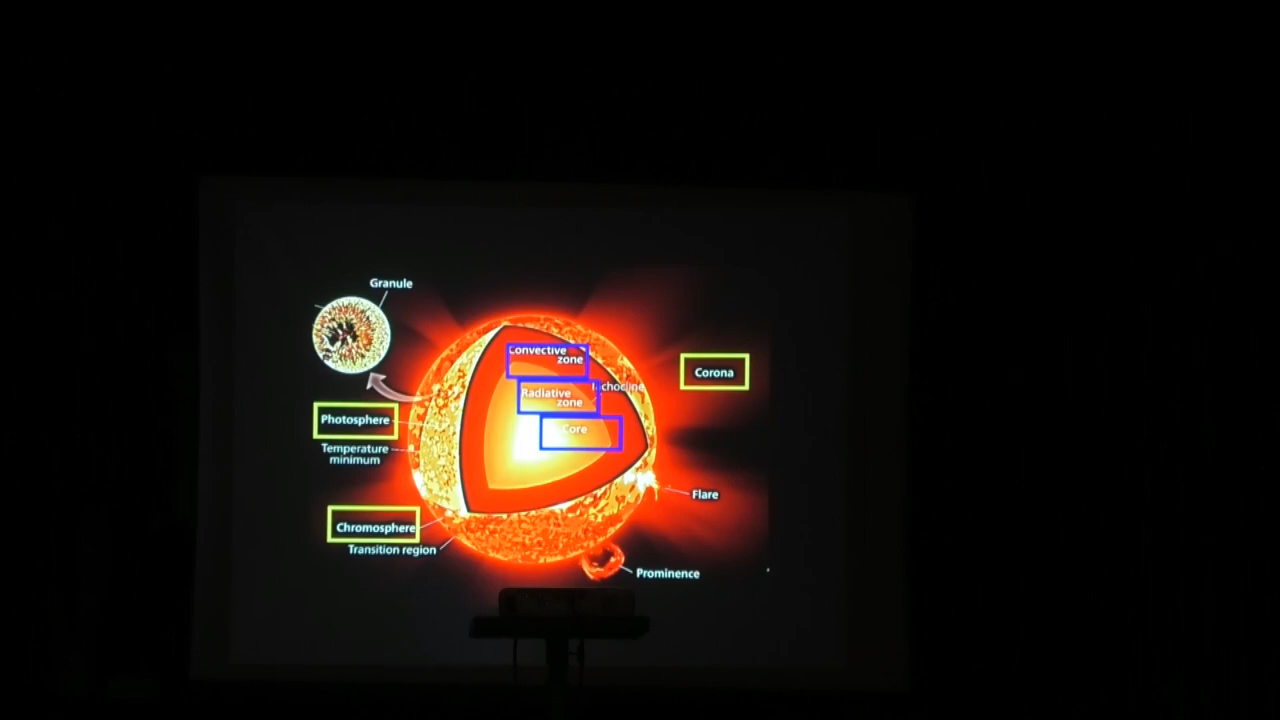 Granule
Convective
zone
Corona
Radiative
zone
Photosphere
Core
Temperature
minimum
Flare
Chromosphere
Transition region
Prominence